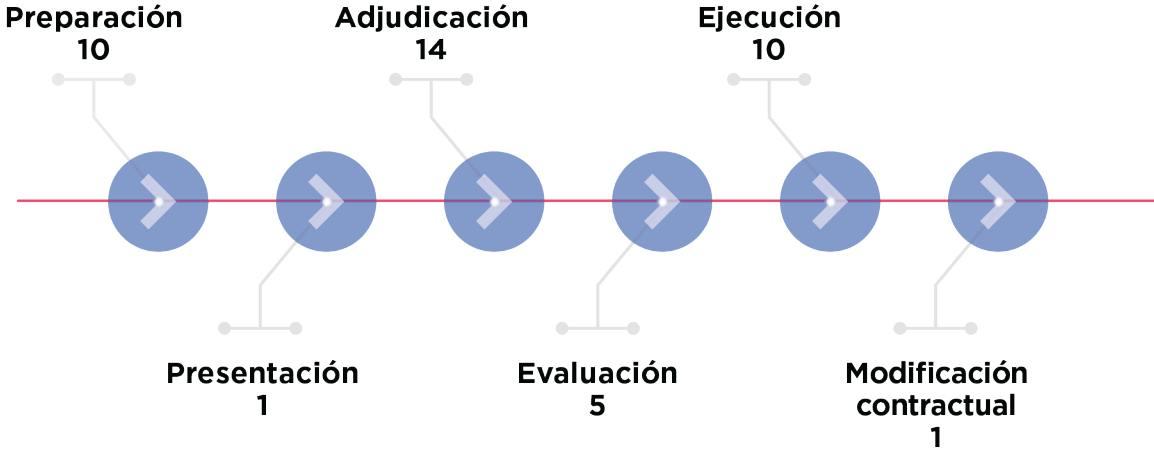 Preparación
10
Presentación
1
Adjudicación
14
Evaluación
5
Ejecución
10
Modificación
contractual
1